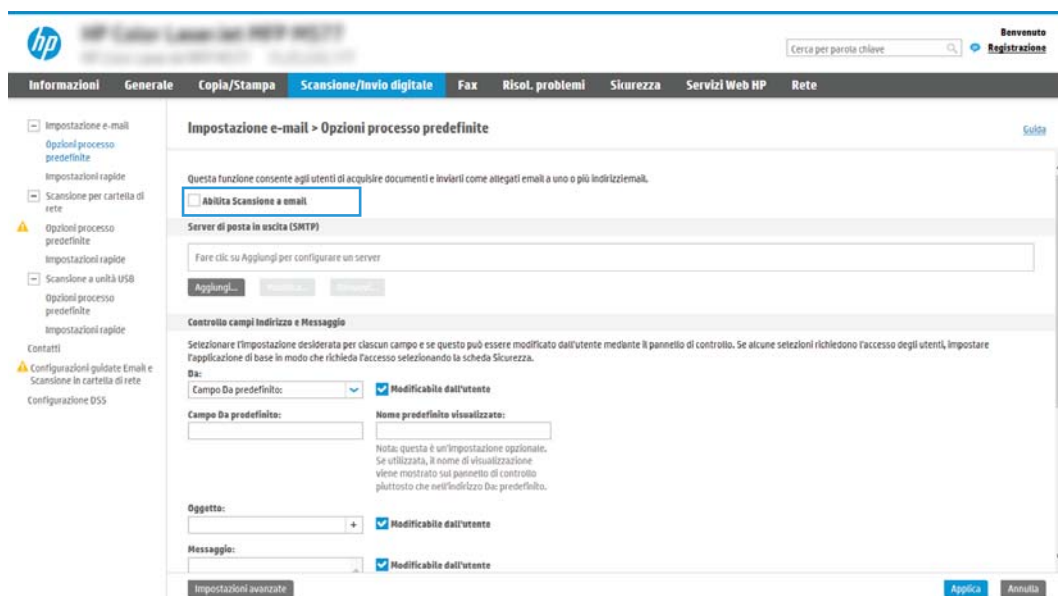 hp
Benvenuto
Cerca per parola chiave
Registrazione
Informazioni Generale Copia/Stampa Scansione/Invio digitale Fax Risol. problemi Sicurezza Servizi Web HP Rete
Impostazione e-mail
Opzioni processo
predefinite
Impostazioni rapide
Scansione per cartella di
rete
Opzioni processo
predefinite
Impostazioni rapide
Scansione a unità USB
Opzioni processo
predefinite
Impostazioni rapide
Contatti
Configurazioni guidate Email e
Scansione in cartella di rete
Configurazione DSS
Impostazione e-mail > Opzioni processo predefinite
Guida
Questa funzione consente agli utenti di acquisire documenti e inviarli come allegati email a uno o più indirizziemail.
Abilita Scansione a email
Server di posta in uscita (SMTP)
Fare clic su Aggiungi per configurare un server
Aggiungi...
Controllo campi Indirizzo e Messaggio
Selezionare l'impostazione desiderata per ciascun campo e se questo può essere modificato dall'utente mediante il pannello di controllo. Se alcune selezioni richiedono l'accesso degli utenti, impostare
l'applicazione di base in modo che richieda l'accesso selezionando la scheda Sicurezza.
Da:
Campo Da predefinito: Modificabile dall'utente
Campo Da predefinito: Nome predefinito visualizzato:
Nota: questa è un'impostazione opzionale.
Se utilizzata, il nome di visualizzazione
viene mostrato sul pannello di controllo
piuttosto che nell'indirizzo Da: predefinito.
Oggetto:
+ Modificabile dall'utente
Messaggio:
Modificabile dall'utente
Impostazioni avanzate
Applica Annulla